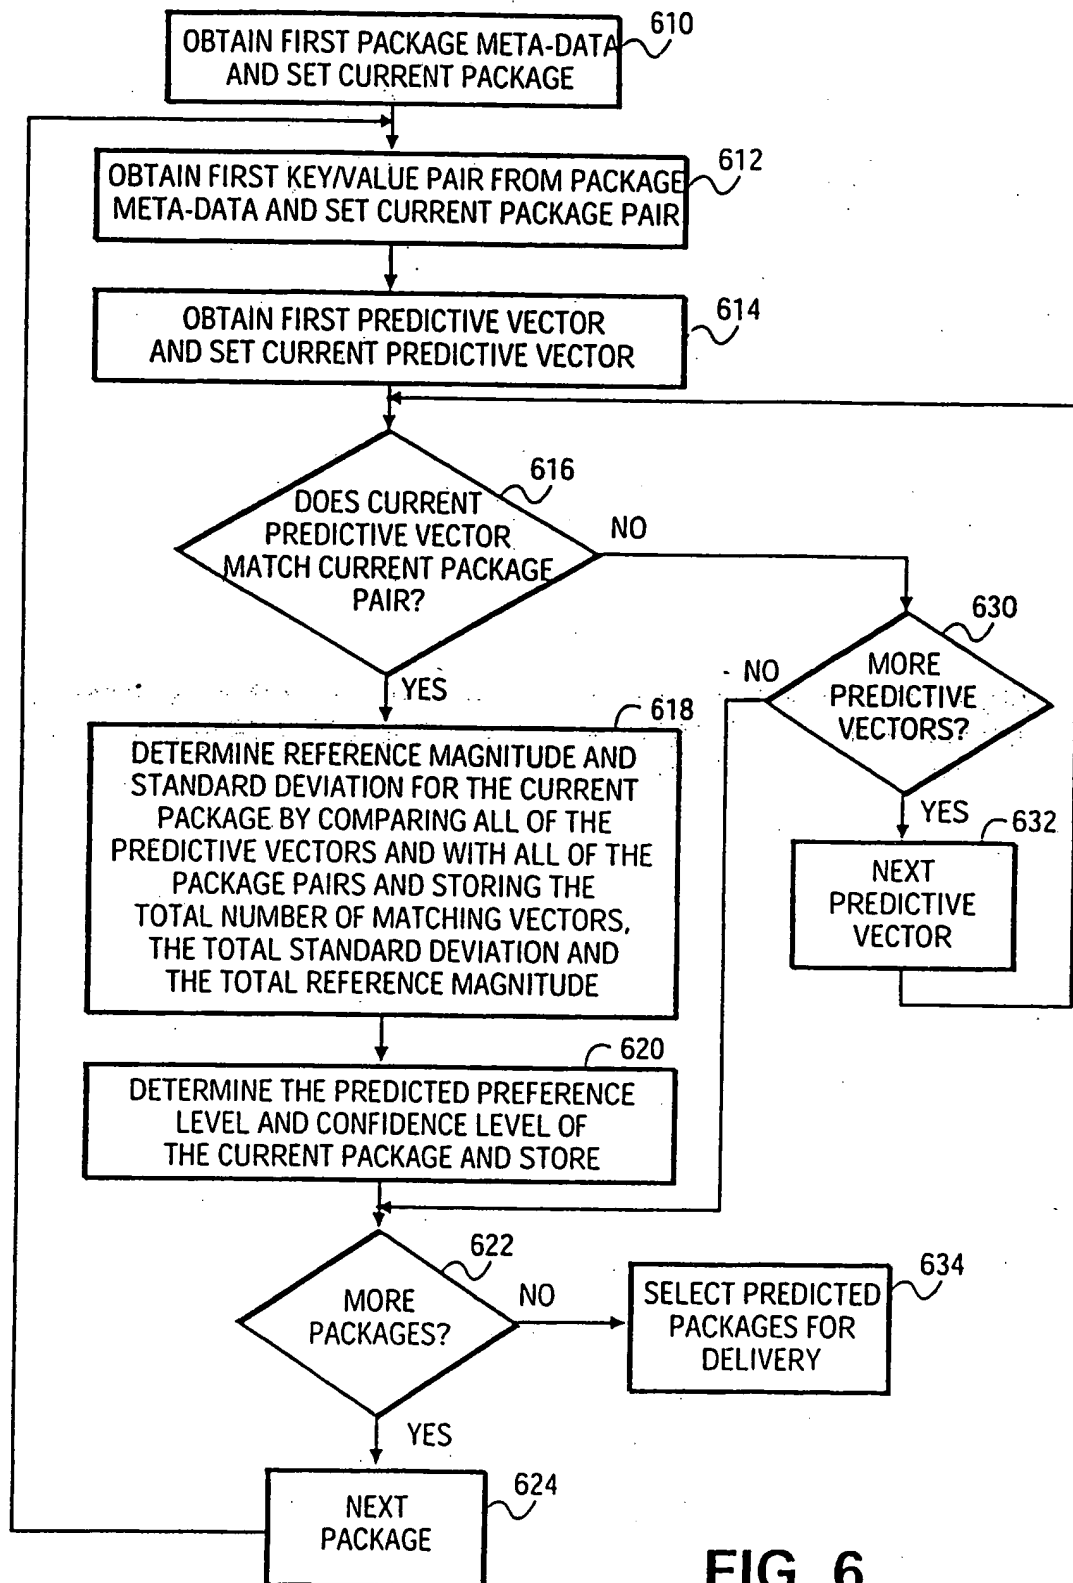 610
OBTAIN FIRST PACKAGE META-DATA
AND SET CURRENT PACKAGE
612
OBTAIN FIRST KEY/VALUE PAIR FROM PACKAGE
META-DATA AND SET CURRENT PACKAGE PAIR
614
OBTAIN FIRST PREDICTIVE VECTOR
AND SET CURRENT PREDICTIVE VECTOR
616
DOES CURRENT
PREDICTIVE VECTOR
MATCH CURRENT PACKAGE
PAIR?
NO
YES
630
MORE
PREDICTIVE
VECTORS?
NO
YES
632
NEXT
PREDICTIVE
VECTOR
618
DETERMINE REFERENCE MAGNITUDE AND
STANDARD DEVIATION FOR THE CURRENT
PACKAGE BY COMPARING ALL OF THE
PREDICTIVE VECTORS AND WITH ALL OF THE
PACKAGE PAIRS AND STORING THE
TOTAL NUMBER OF MATCHING VECTORS,
THE TOTAL STANDARD DEVIATION AND
THE TOTAL REFERENCE MAGNITUDE
620
DETERMINE THE PREDICTED PREFERENCE
LEVEL AND CONFIDENCE LEVEL OF
THE CURRENT PACKAGE AND STORE
622
MORE
PACKAGES?
NO
YES
634
SELECT PREDICTED
PACKAGES FOR
DELIVERY
624
NEXT
PACKAGE
FIG. 6